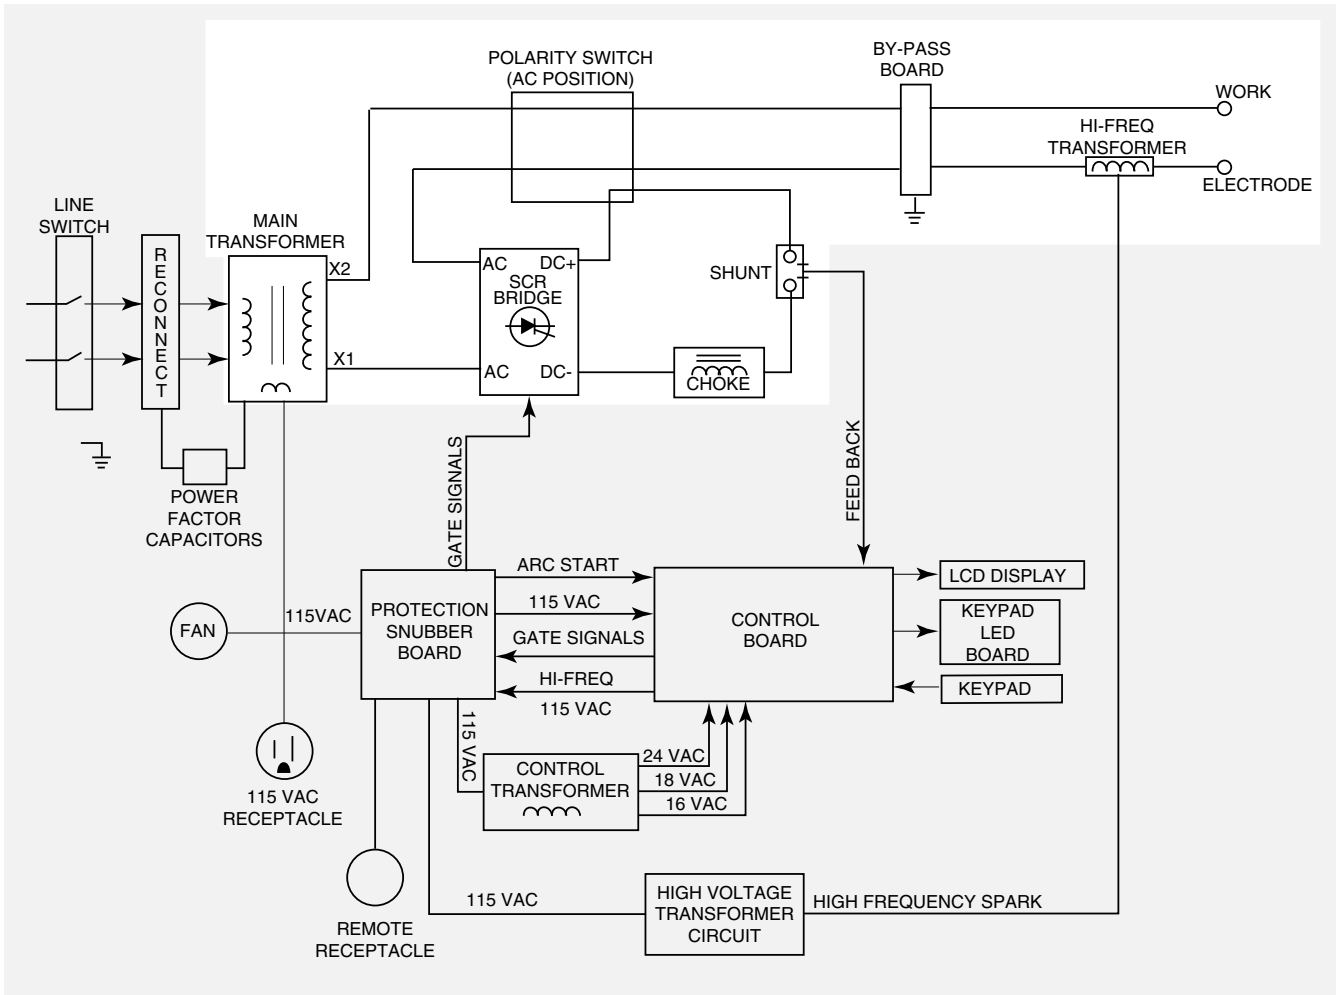 POLARITY SWITCH
(AC POSITION)
BY-PASS
BOARD
WORK
HI-FREQ
TRANSFORMER
ELECTRODE
LINE
SWITCH
RECONNECT
MAIN
TRANSFORMER
X2
X1
AC
DC+
SCR
BRIDGE
AC
DC-
SHUNT
CHOKE
POWER
FACTOR
CAPACITORS
GATE SIGNALS
FEED BACK
FAN
115VAC
PROTECTION
SNUBBER
BOARD
ARC START
115 VAC
GATE SIGNALS
HI-FREQ
115 VAC
CONTROL
BOARD
LCD DISPLAY
KEYPAD
LED
BOARD
KEYPAD
115 VAC
CONTROL
TRANSFORMER
24 VAC
18 VAC
16 VAC
115 VAC
RECEPTACLE
REMOTE
RECEPTACLE
115 VAC
HIGH VOLTAGE
TRANSFORMER
CIRCUIT
HIGH FREQUENCY SPARK